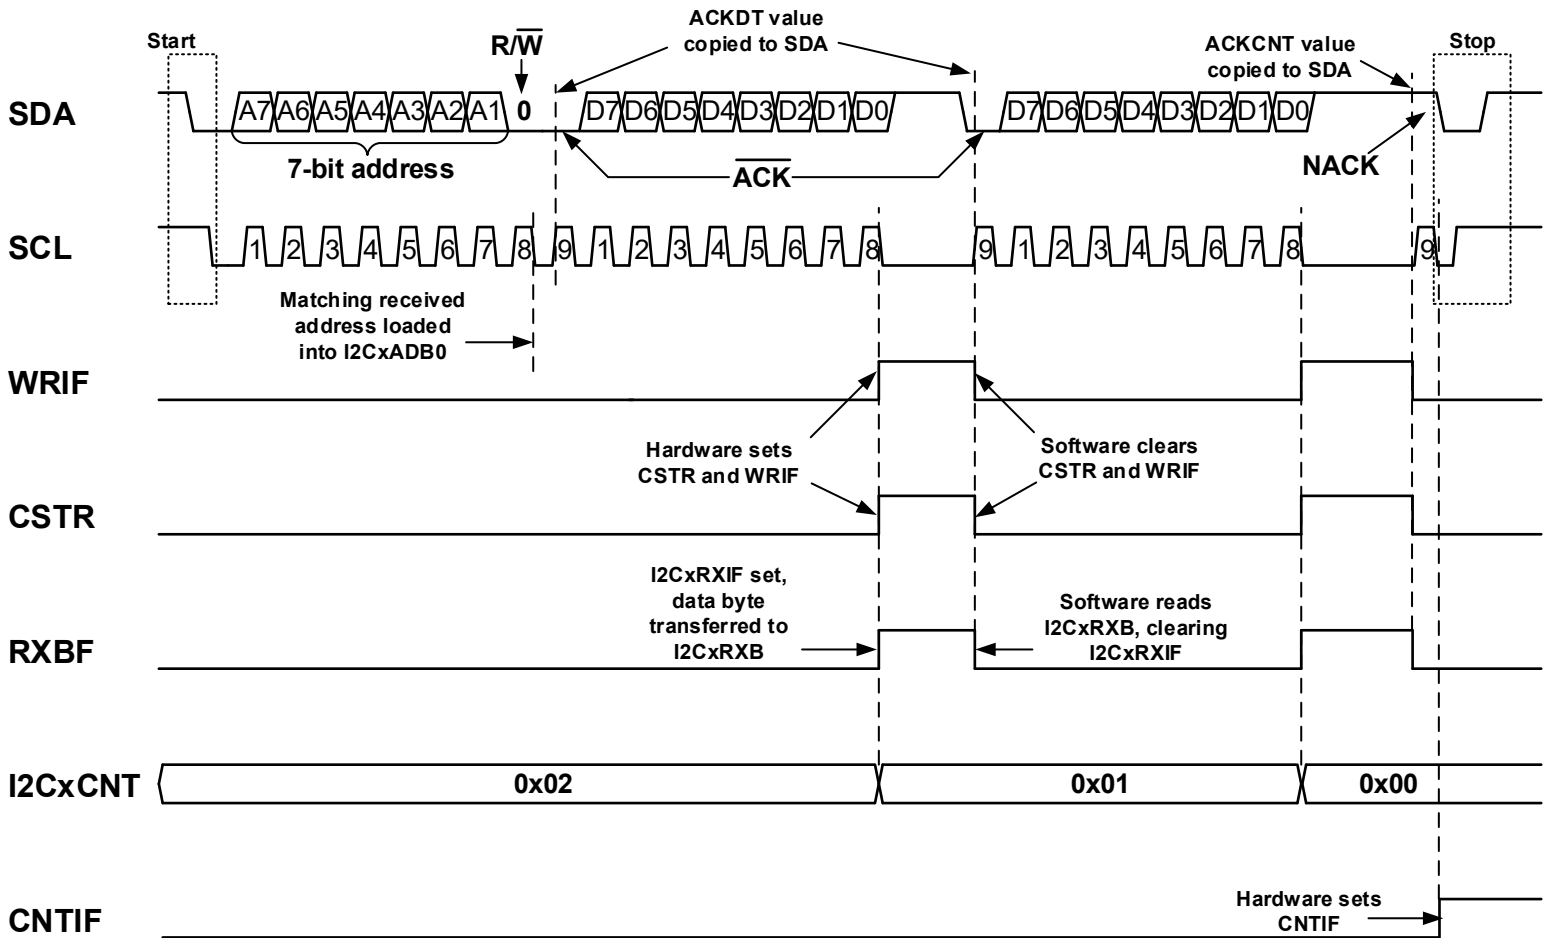 Start
R/W
ACKDT value
copied to SDA
ACKCNT value
copied to SDA
Stop
SDA
A7 A6 A5 A4 A3 A2 A1 0 D7 D6 D5 D4 D3 D2 D1 D0 D7 D6 D5 D4 D3 D2 D1 D0
7-bit address
ACK
NACK
SCL
1 2 3 4 5 6 7 8 9 1 2 3 4 5 6 7 8 9 1 2 3 4 5 6 7 8 9
Matching received
address loaded
into I2CxADB0
WRIF
Hardware sets
CSTR and WRIF
Software clears
CSTR and WRIF
CSTR
I2CxRXIF set,
data byte
transferred to
I2CxRXB
Software reads
I2CxRXB, clearing
I2CxRXIF
RXBF
I2CxCNT
0x02 0x01 0x00
Hardware sets
CNTIF
CNTIF